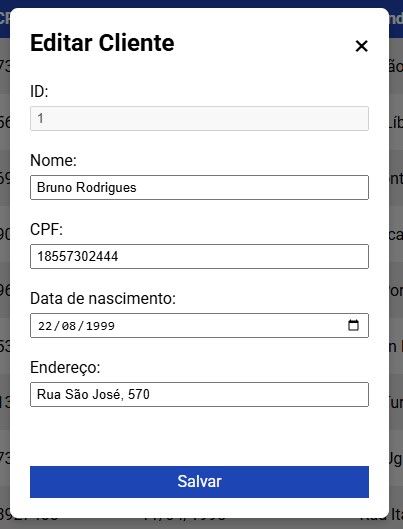 Editar Cliente
×
ID:
1
Nome:
Bruno Rodrigues
CPF:
18557302444
Data de nascimento:
22/08/1999
Endereço:
Rua São José, 570
Salvar